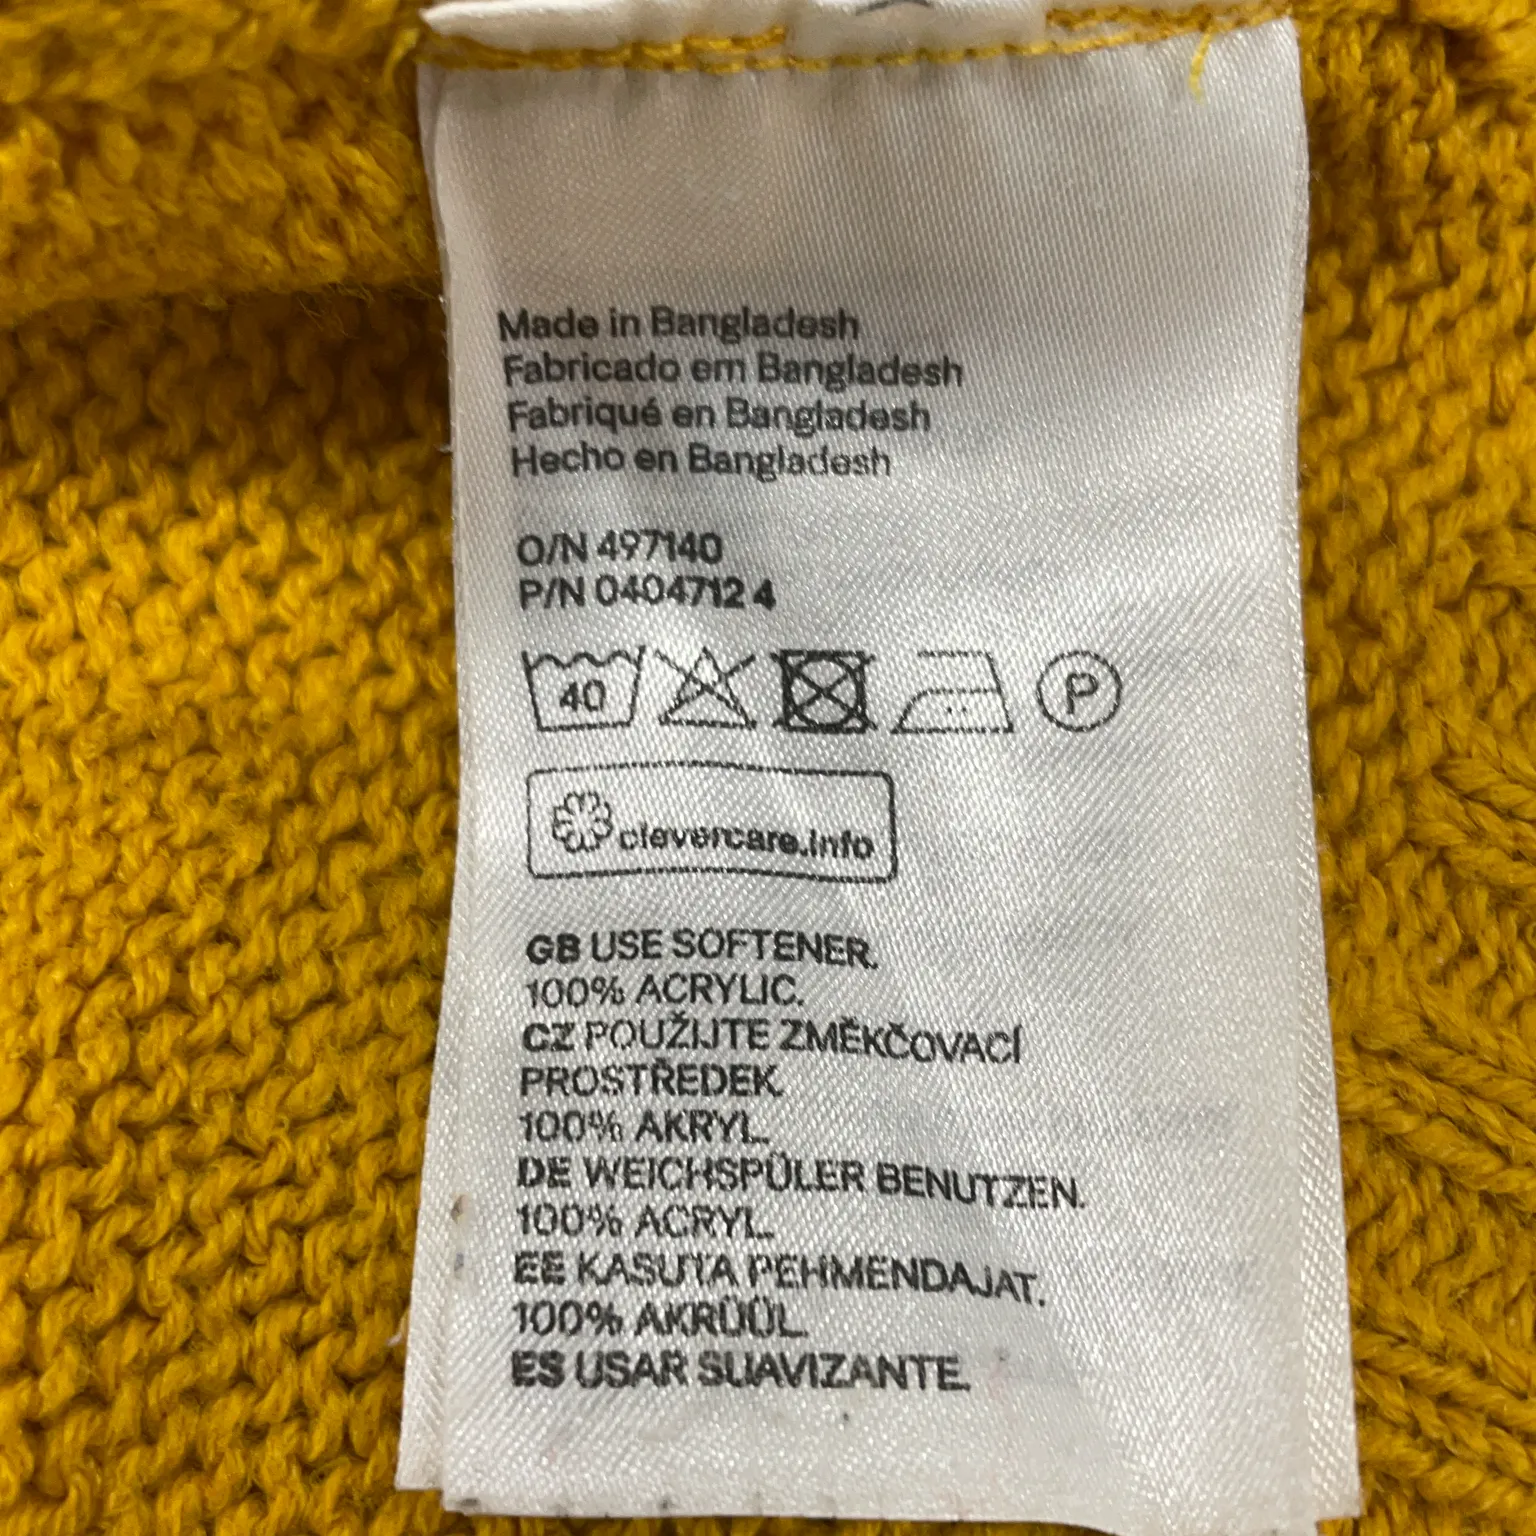 Made in Bangladesh
Fabricado em Bangladesh
Fabriqué en Bangladesh
Hecho en Bangladesh
O/N 497140
P/N 0404712 4
40
P
clevercare.info
GB USE SOFTENER.
100% ACRYLIC.
CZ POUŽIJTE ZMĚKČOVACÍ
PROSTŘEDEK.
100% AKRYL.
DE WEICHSPÜLER BENUTZEN.
100% ACRYL.
EE KASUTA PEHMENDAJAT.
100% AKRÜÜL.
ES USAR SUAVIZANTE.